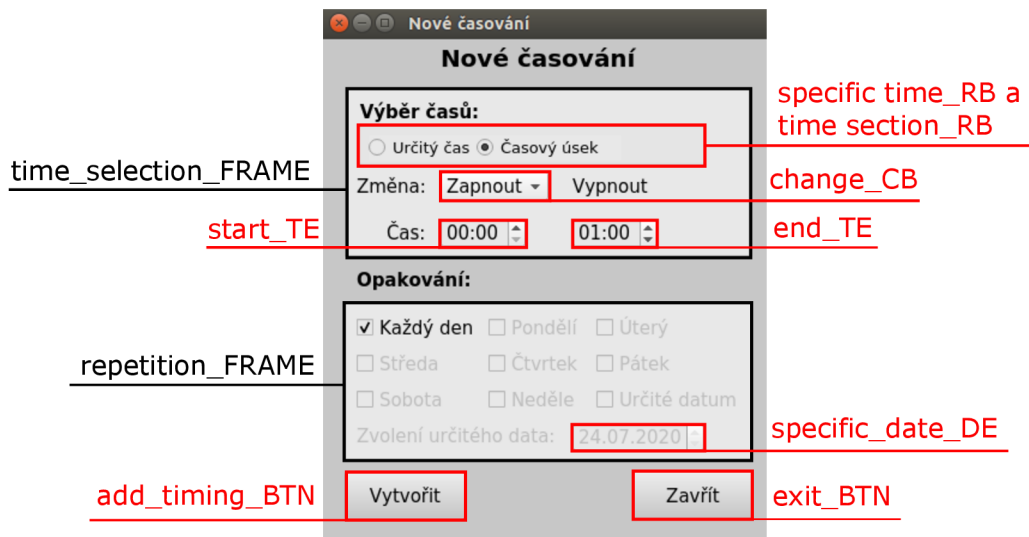 Nové časování
Nové časování
specific time_RB a
time section_RB
Výběr časů:
Určitý čas Časový úsek
time_selection_FRAME
Změna: Zapnout Vypnout
change_CB
start_TE
Čas: 00:00 01:00
end_TE
Opakování:
Každý den Pondělí Úterý
repetition_FRAME
Středa Čtvrtek Pátek
Sobota Neděle Určité datum
Zvolení určitého data: 24.07.2020
specific_date_DE
add_timing_BTN
Vytvořit Zavřít
exit_BTN